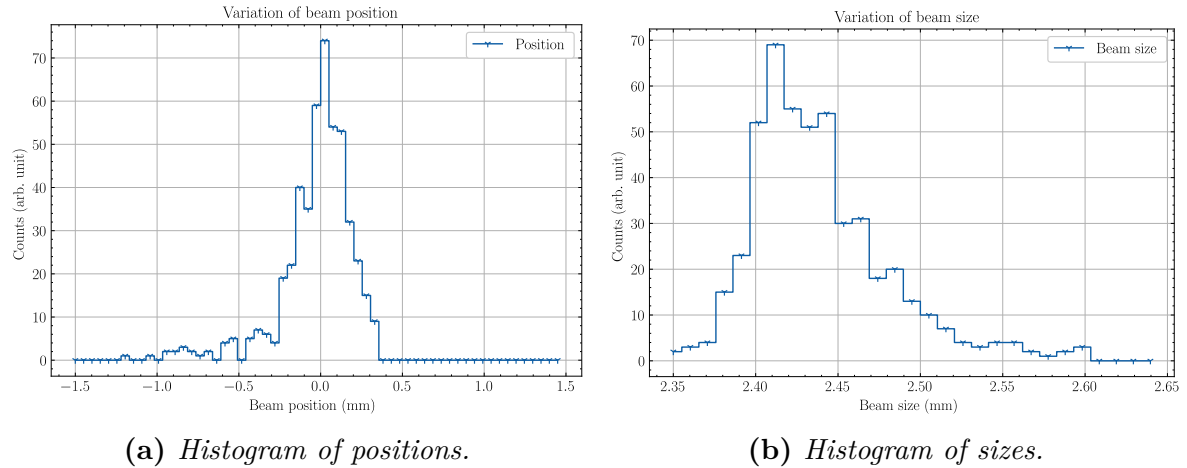 Variation of beam position
Position
Counts (arb. unit)
70
60
50
40
30
20
10
0
−1.5 −1.0 −0.5 0.0 0.5 1.0 1.5
Beam position (mm)
(a) Histogram of positions.
Variation of beam size
Beam size
Counts (arb. unit)
70
60
50
40
30
20
10
0
2.35 2.40 2.45 2.50 2.55 2.60 2.65
Beam size (mm)
(b) Histogram of sizes.